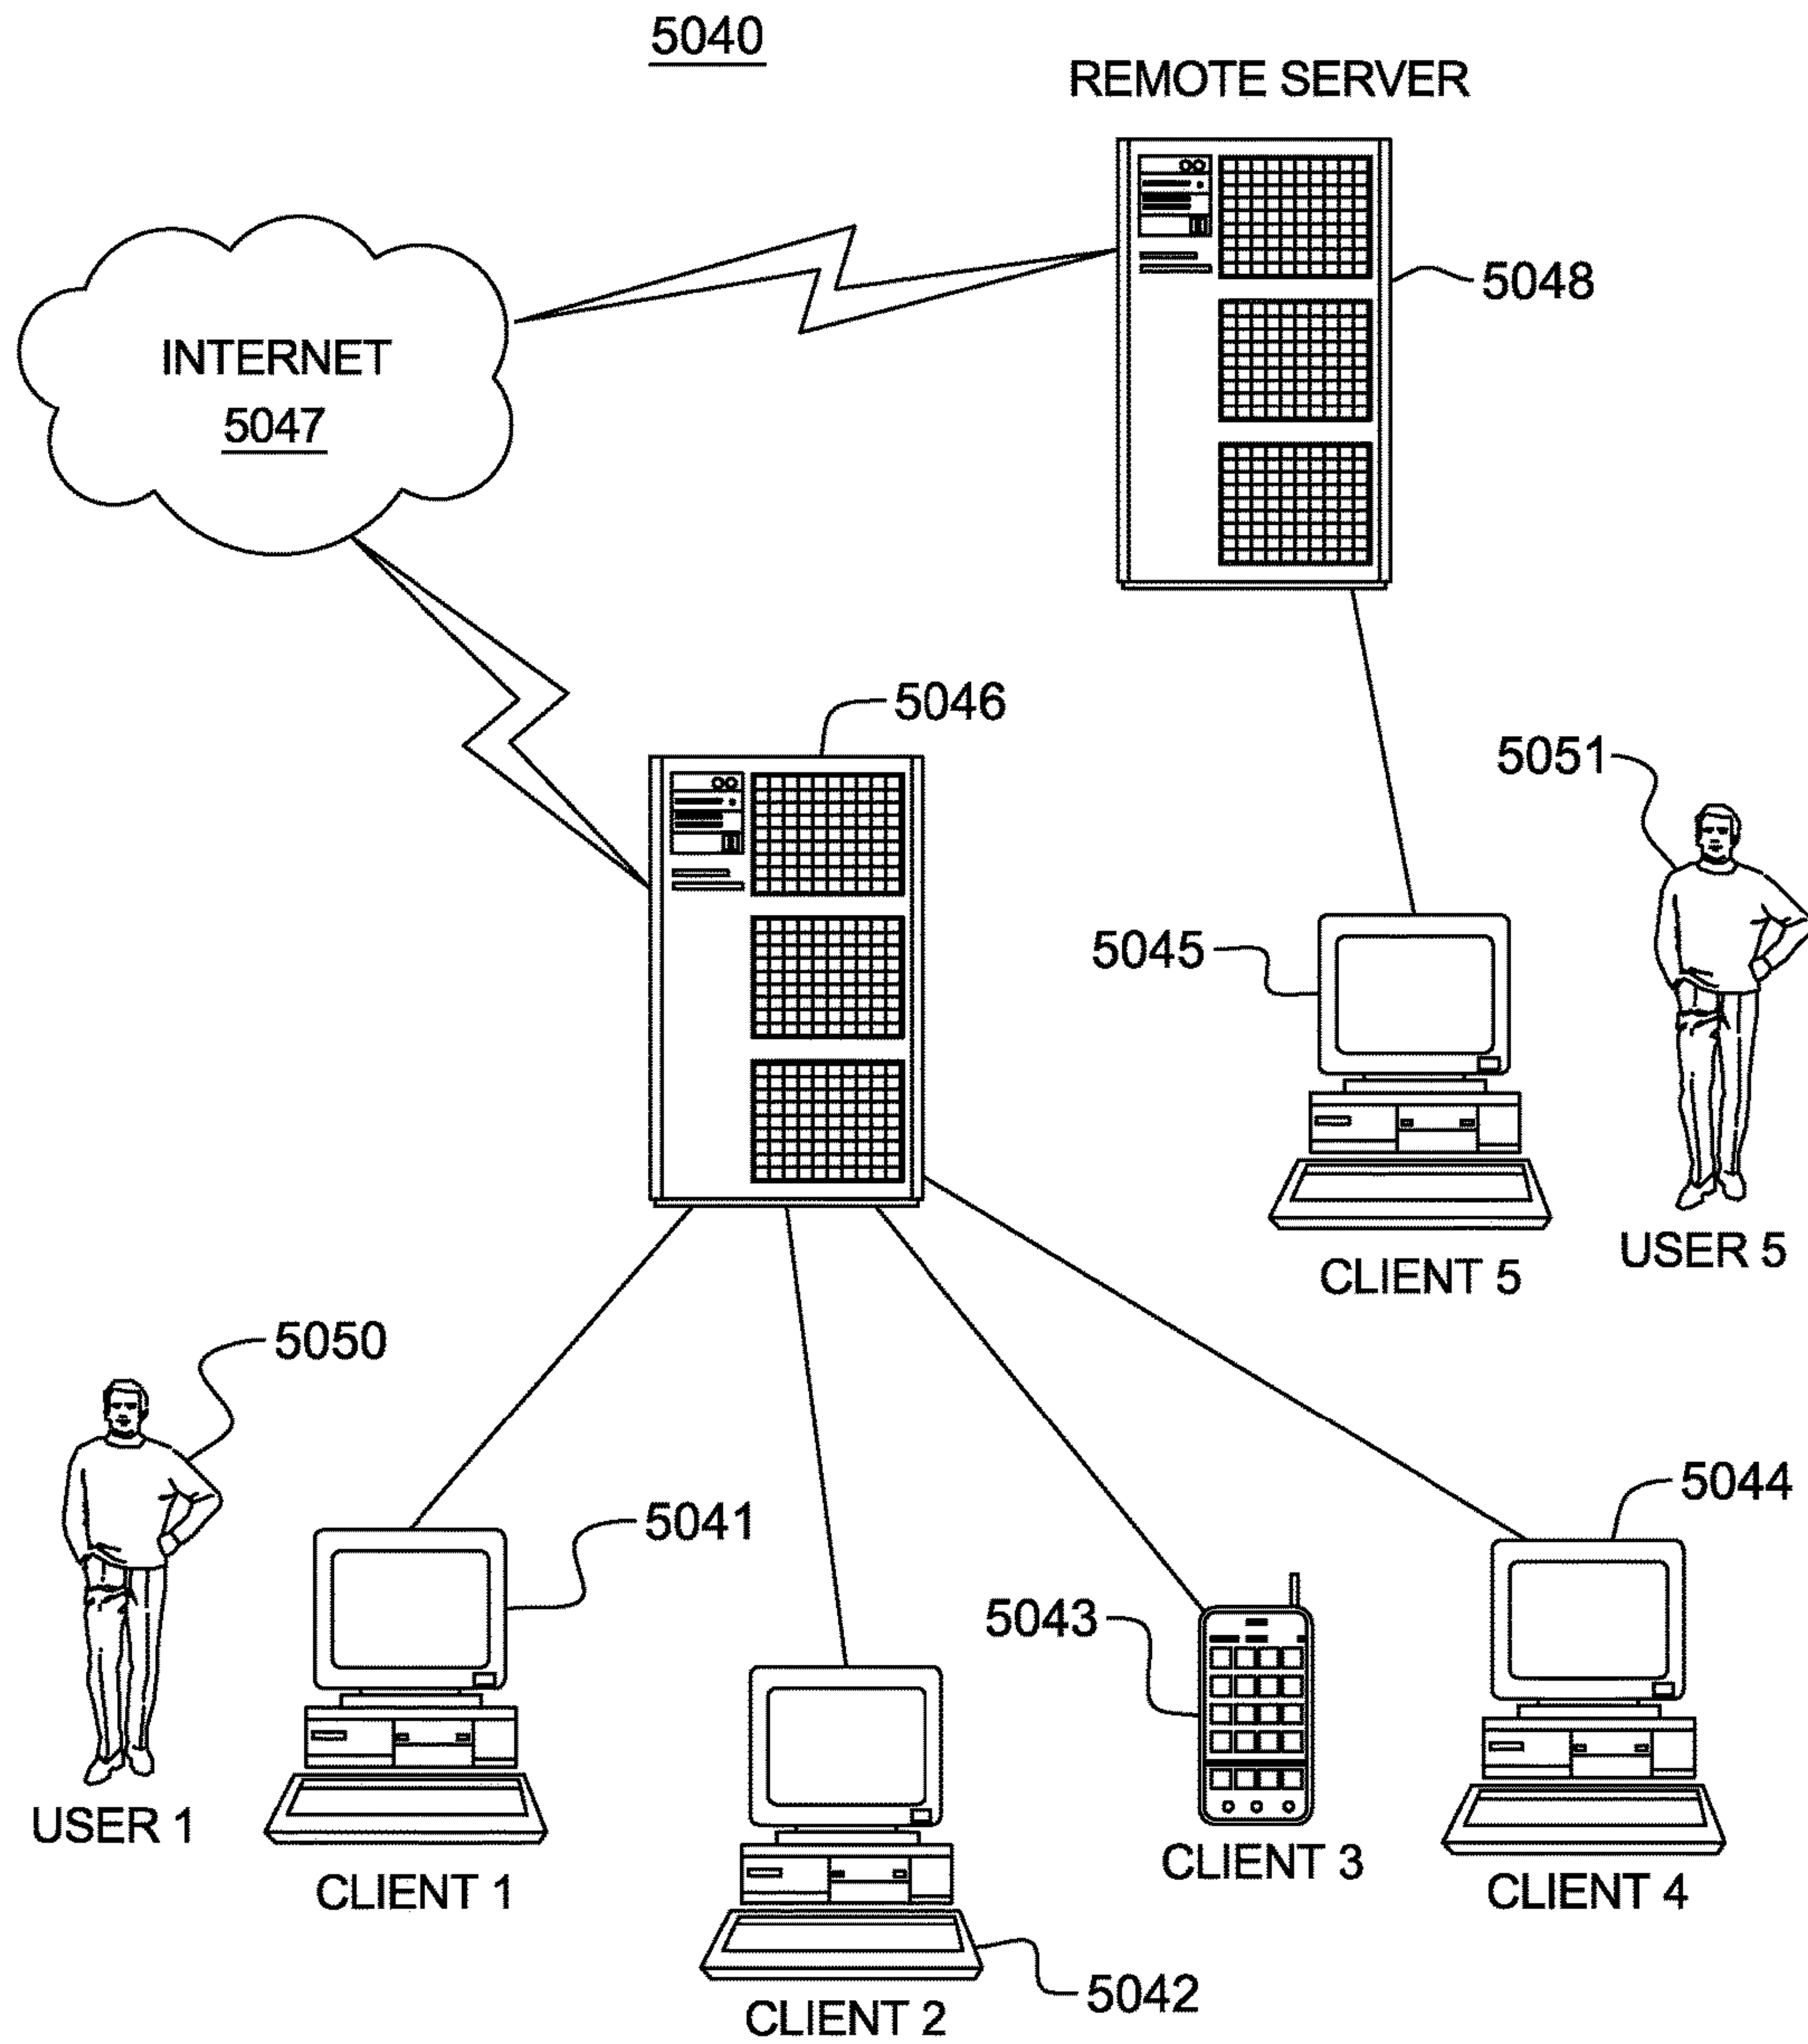 5040
REMOTE SERVER
5048
INTERNET
5047
5046
5051
5045
USER 5
CLIENT 5
5050
5041
5044
5043
USER 1
CLIENT 1
CLIENT 3
CLIENT 4
5042
CLIENT 2